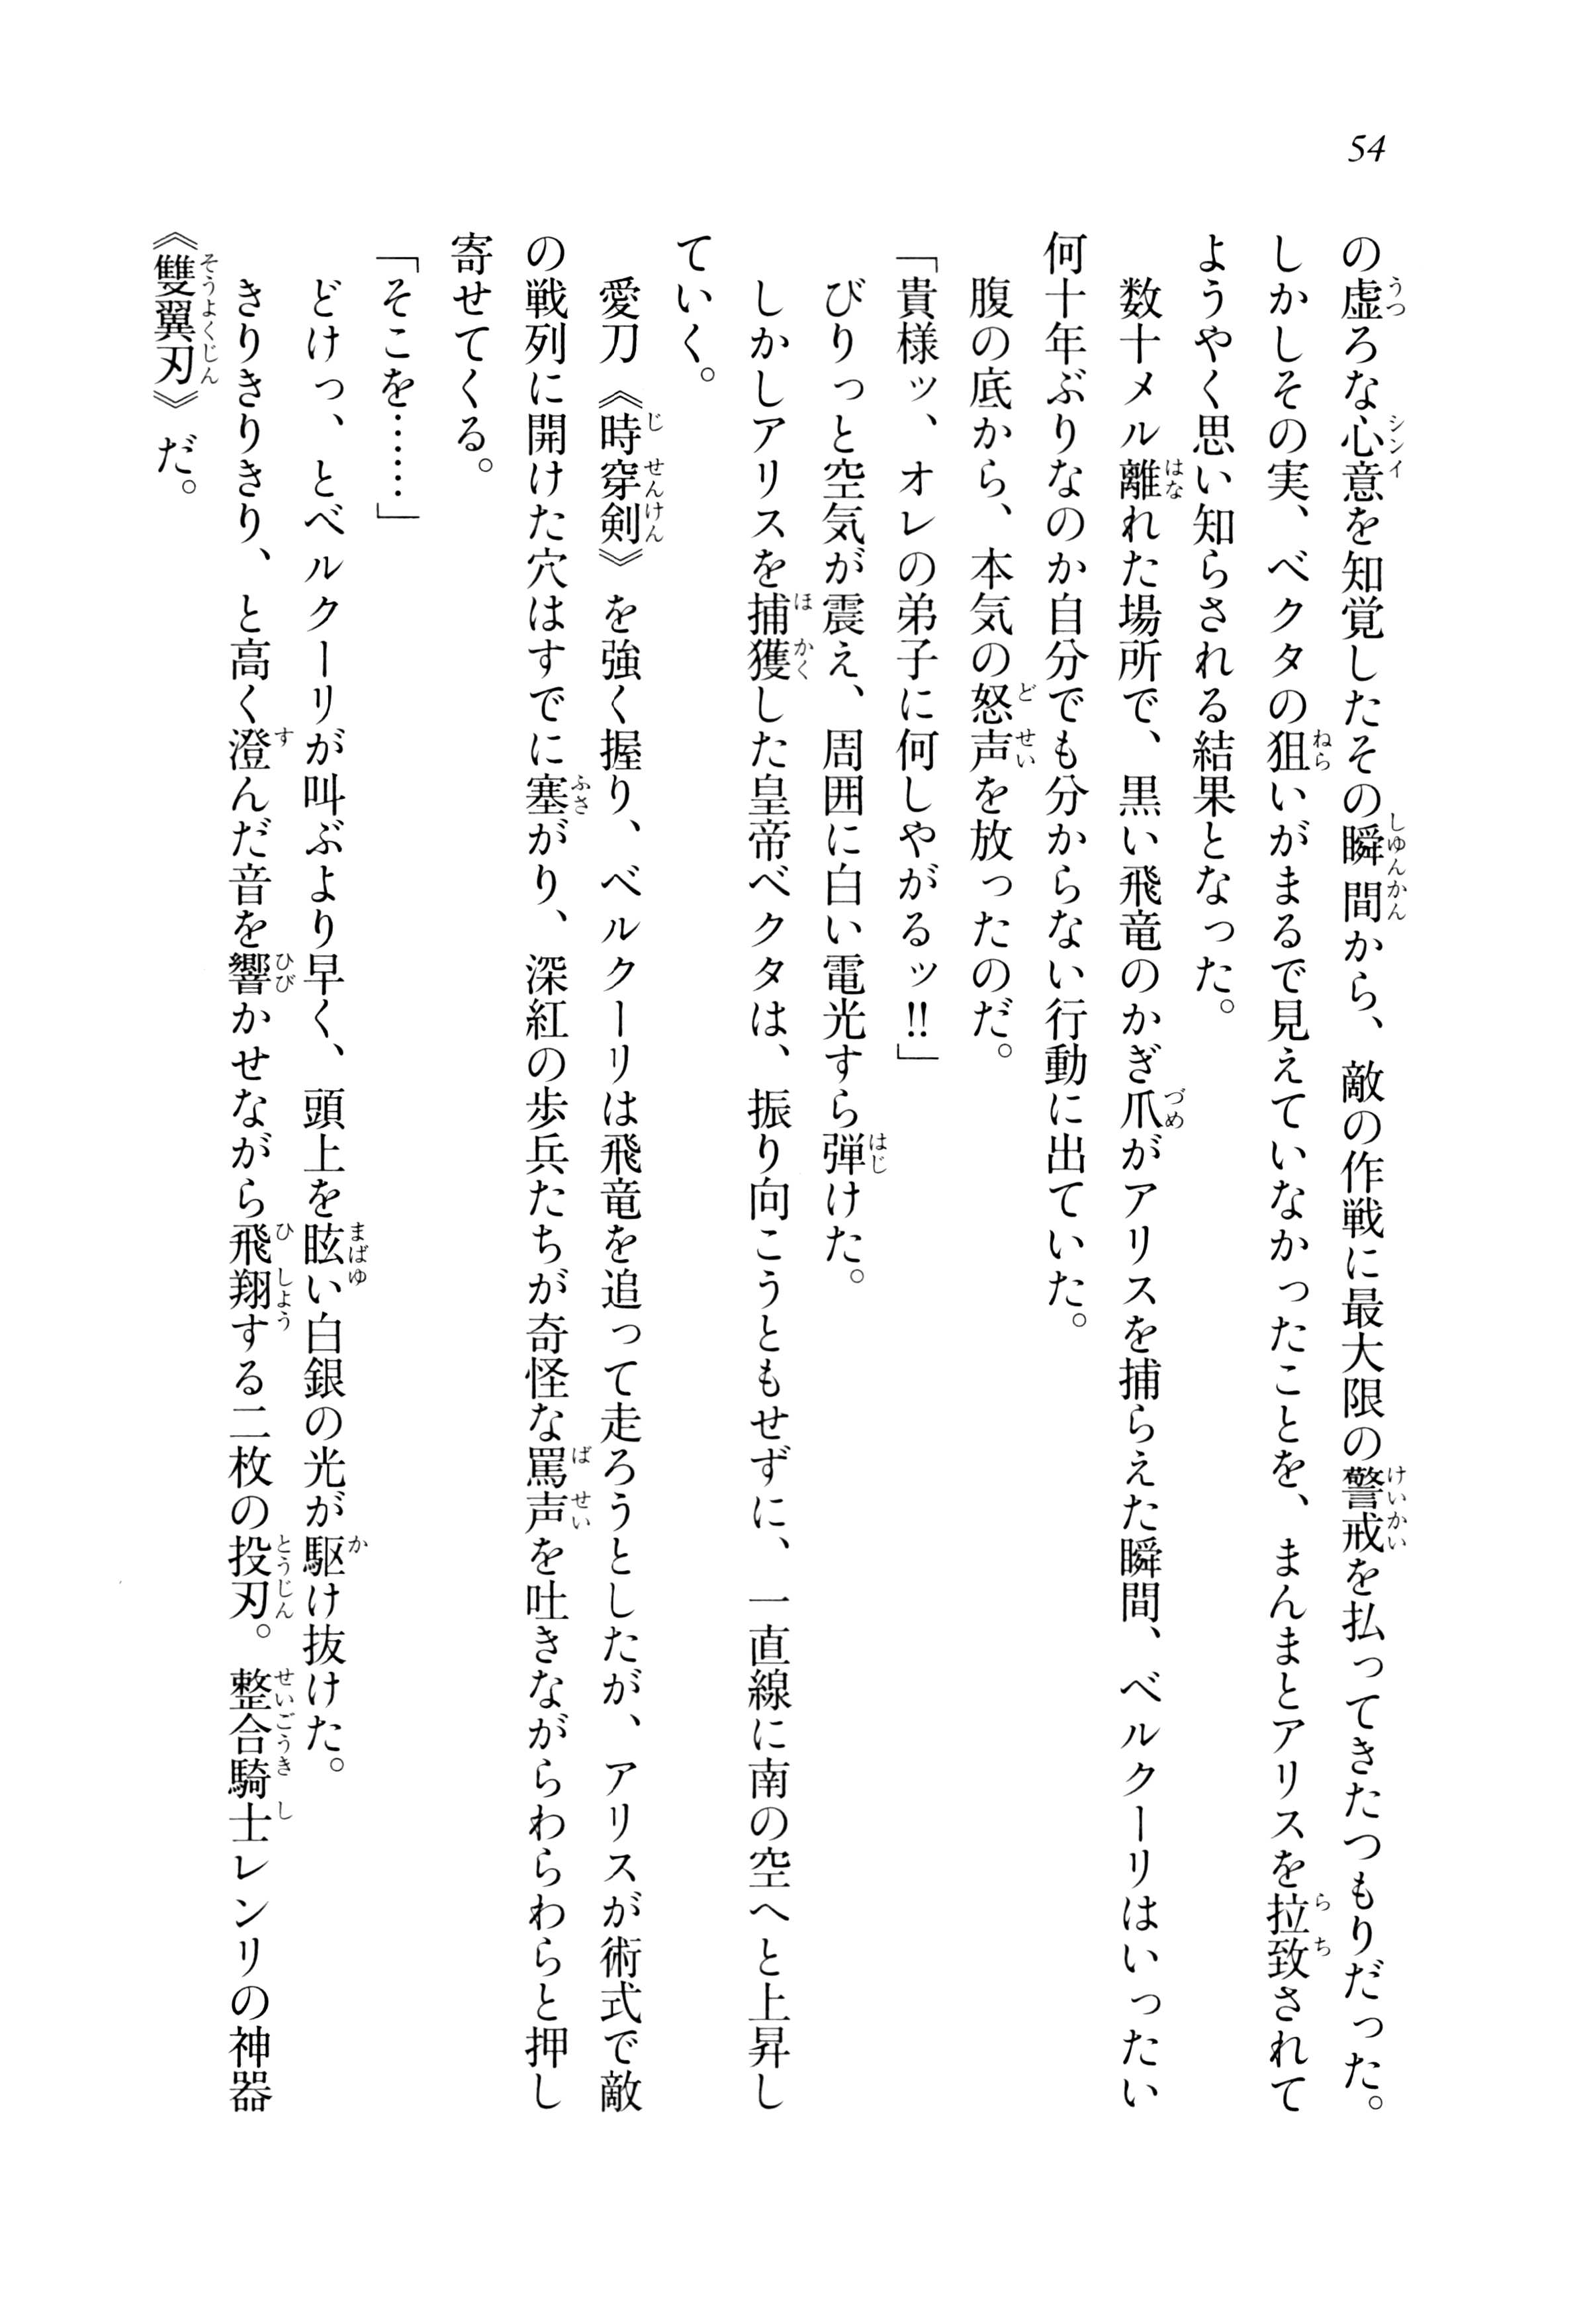 54
の虚ろな心意を知覚したその瞬間から、敵の作戦に最大限の警戒を払ってきたつもりだった。
しかしその実、ベクタの狙いがまるで見えていなかったことを、まんまとアリスを拉致されて
ようやく思い知らされる結果となった。
数十メル離れた場所で、黒い飛竜のかぎ爪がアリスを捕らえた瞬間、ベルクーリはいったい
何十年ぶりなのか自分でも分からない行動に出ていた。
腹の底から、本気の怒声を放ったのだ。
「貴様ッ、オレの弟子に何しやがるッ!!」
びりっと空気が震え、周囲に白い電光すら弾けた。
しかしアリスを捕獲した皇帝ベクタは、振り向こうともせずに、一直線に南の空へと上昇し
ていく。
愛刀《時穿剣》を強く握り、ベルクーリは飛竜を追って走ろうとしたが、アリスが術式で敵
の戦列に開けた穴はすでに塞がり、深紅の歩兵たちが奇怪な罵声を吐きながらわらわらと押し
寄せてくる。
「そこを……」
どけっ、とベルクーリが叫ぶより早く、頭上を眩い白銀の光が駆け抜けた。
きりきりきり、と高く澄んだ音を響かせながら飛翔する二枚の投刃。整合騎士レンリの神器
《雙翼刃》だ。